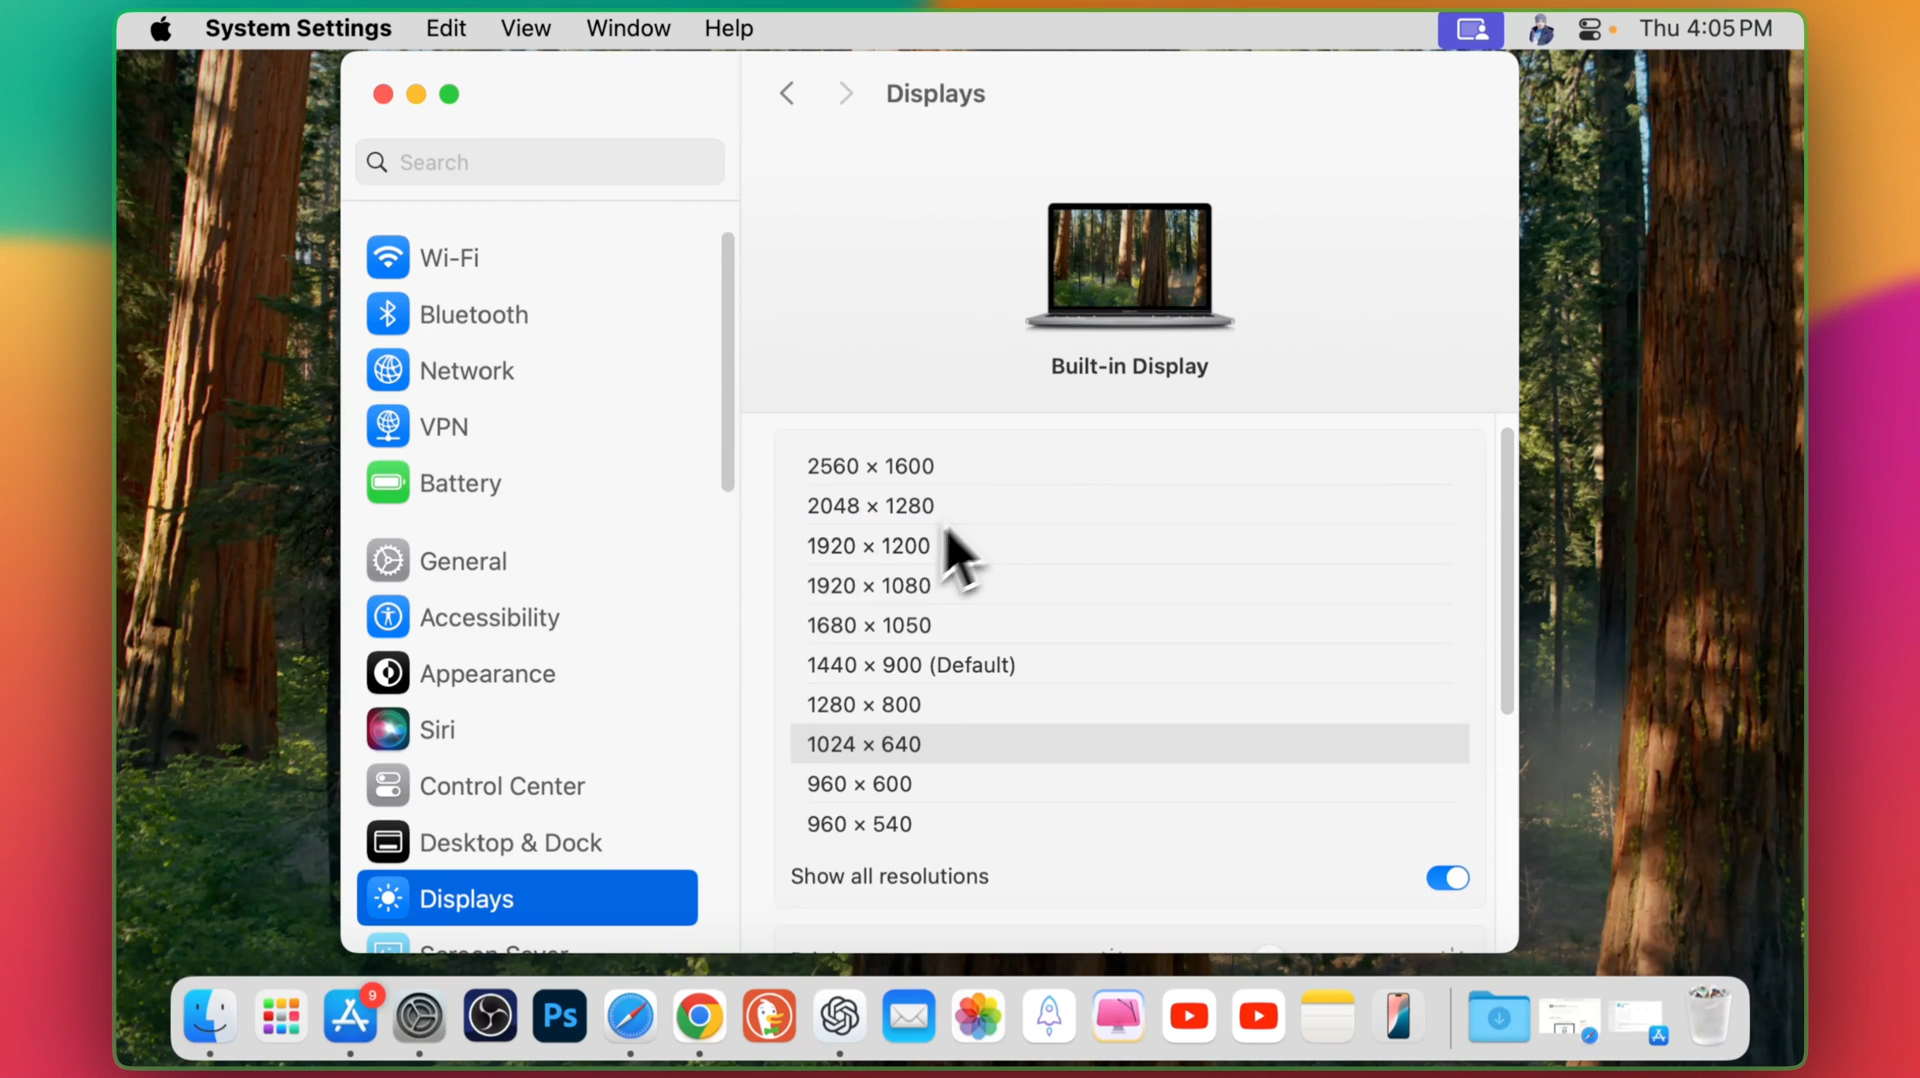 System Settings Edit View Window Help Thu 4:05 PM
Displays
Search
Wi-Fi
Bluetooth
Network
VPN
Battery
General
Accessibility
Appearance
Siri
Control Center
Desktop & Dock
Displays
Screen Saver
Built-in Display
2560 × 1600
2048 × 1280
1920 × 1200
1920 × 1080
1680 × 1050
1440 × 900 (Default)
1280 × 800
1024 × 640
960 × 600
960 × 540
Show all resolutions
9
Ps